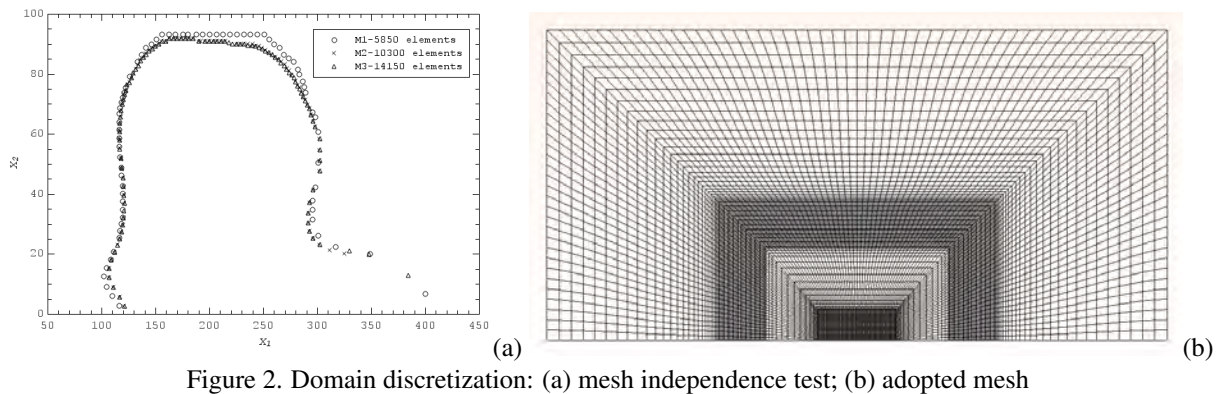 100
80
60
40
20
0
X2
50 100 150 200 250 300 350 400 450
X1
M1-5850 elements
M2-10300 elements
M3-14150 elements
(a)
(b)
Figure 2. Domain discretization: (a) mesh independence test; (b) adopted mesh